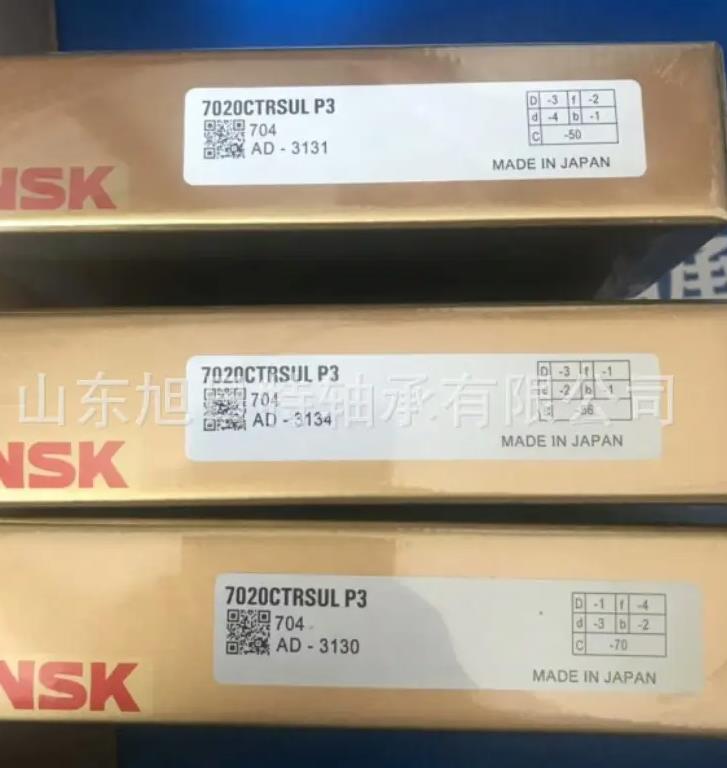 7020CTRSUL P3
704
AD - 3131
D -3 f -2
d -4 b -1
C -50
MADE IN JAPAN
NSK
7020CTRSUL P3
704
AD - 3134
D -3 f -1
d -2 b -1
MADE IN JAPAN
NSK
山东旭 特轴承有限公司
7020CTRSUL P3
704
AD - 3130
D -1 f -4
d -3 b -2
C -70
MADE IN JAPAN
NSK